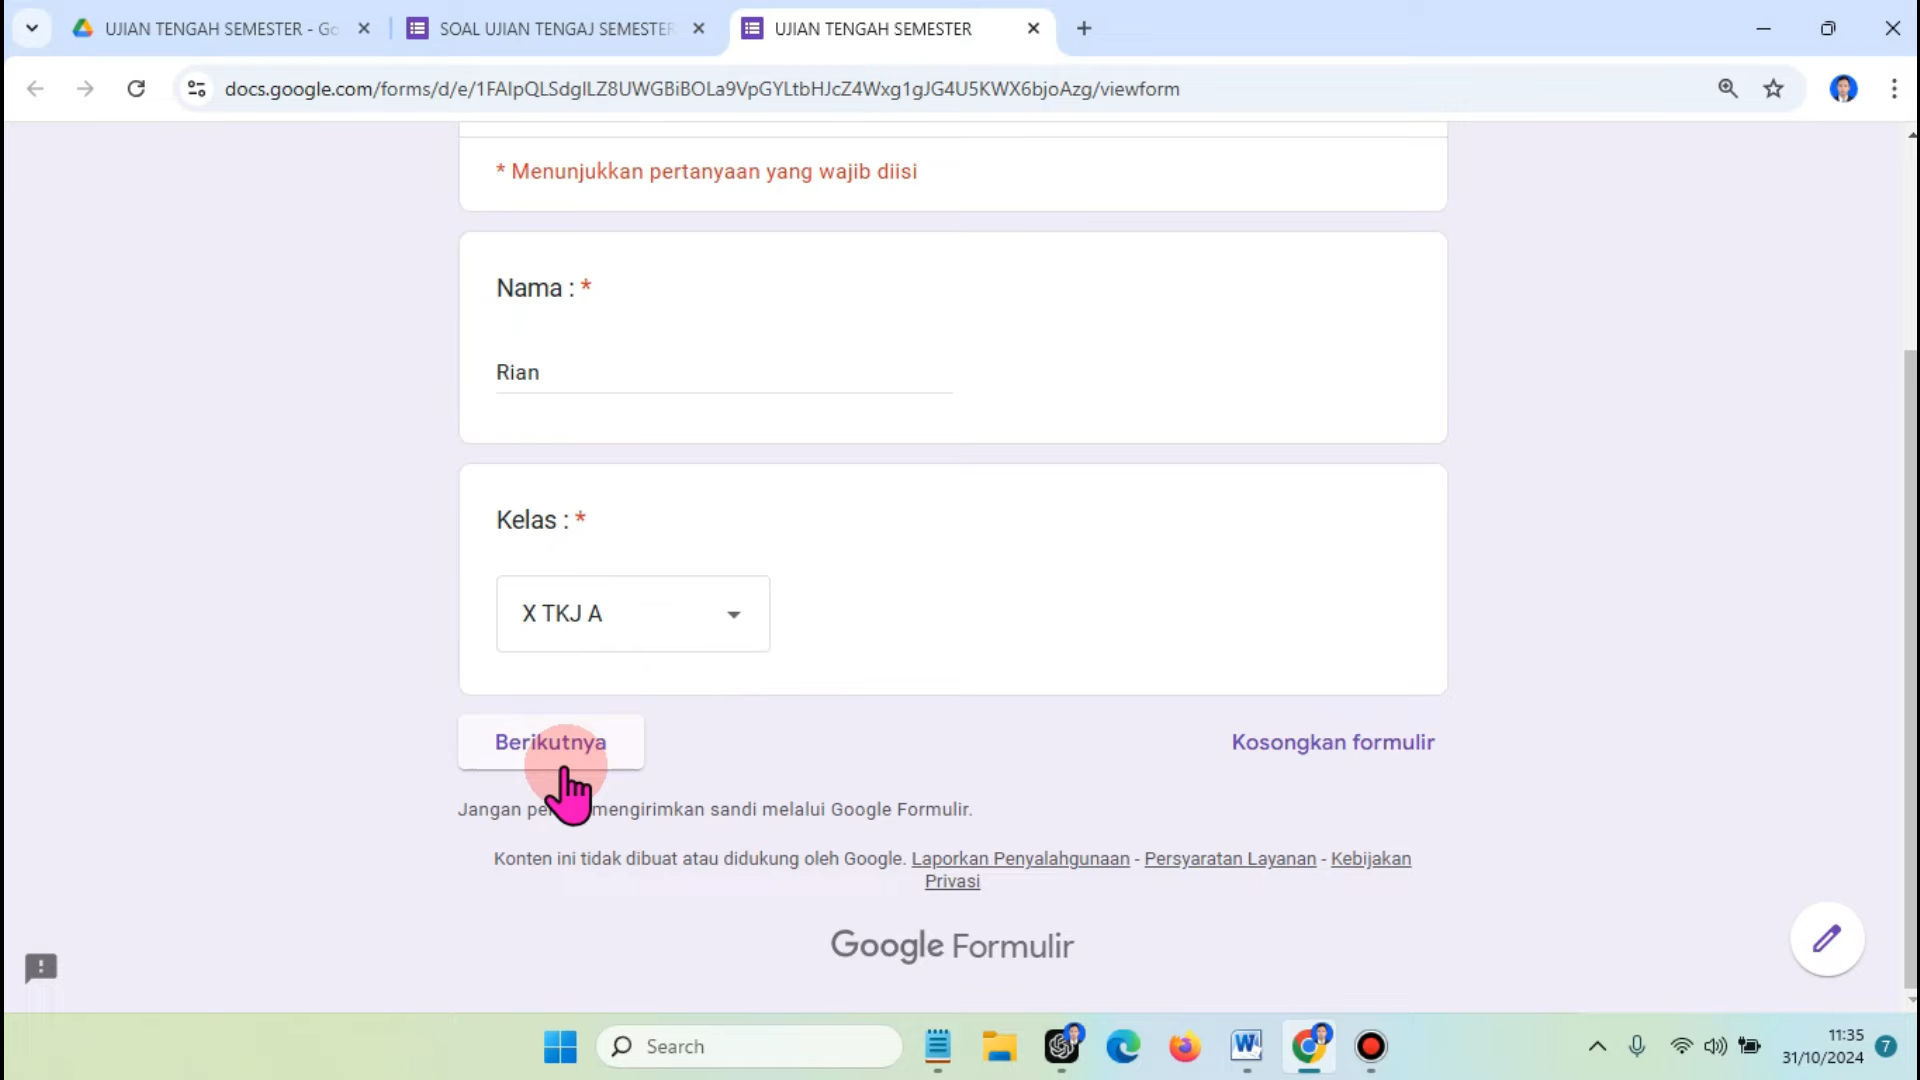 UJIAN TENGAH SEMESTER - Go
SOAL UJIAN TENGAJ SEMESTER
UJIAN TENGAH SEMESTER
docs.google.com/forms/d/e/1FAIpQLSdgILZ8UWGBiBOLa9VpGYLtbHJcZ4Wxg1gJG4U5KWX6bjoAzg/viewform
* Menunjukkan pertanyaan yang wajib diisi
Nama : *
Rian
Kelas : *
X TKJ A
Berikutnya
Kosongkan formulir
Jangan mengirimkan sandi melalui Google Formulir.
Konten ini tidak dibuat atau didukung oleh Google. Laporkan Penyalahgunaan - Persyaratan Layanan - Kebijakan
Privasi
Google Formulir
Search
11:35
31/10/2024
7